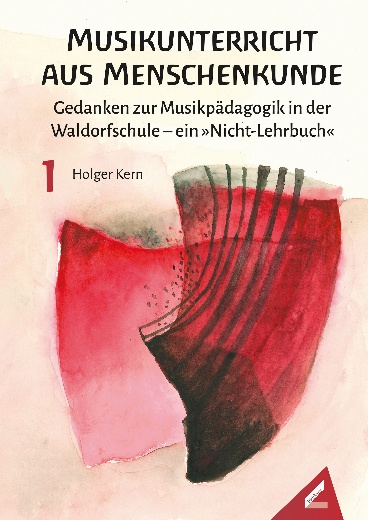 MUSIKUNTERRICHT
AUS MENSCHENKUNDE
Gedanken zur Musikpädagogik in der
Waldorfschule – ein »Nicht-Lehrbuch«
1 Holger Kern